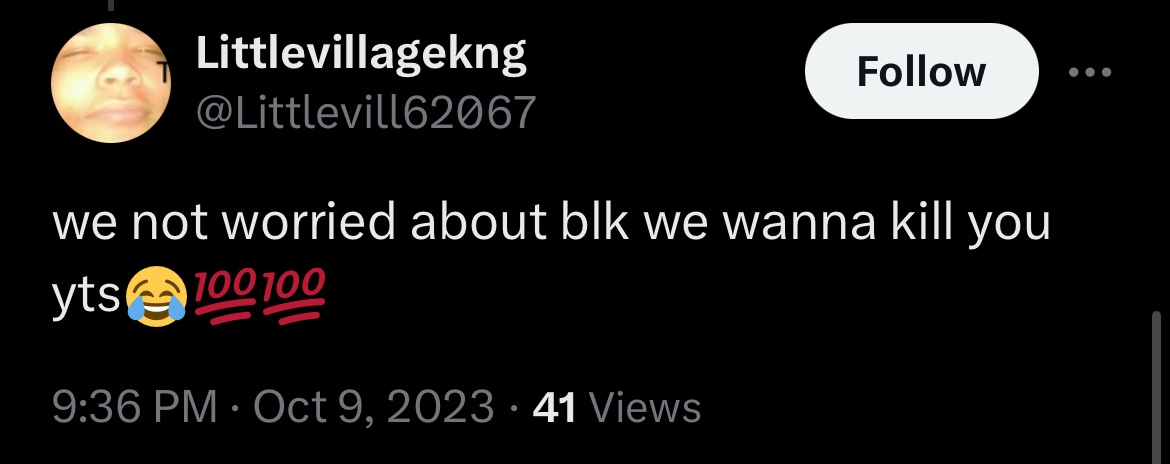 Littlevillagekng
@Littlevill62067
Follow
we not worried about blk we wanna kill you
yts😂💯💯
9:36 PM · Oct 9, 2023 · 41 Views